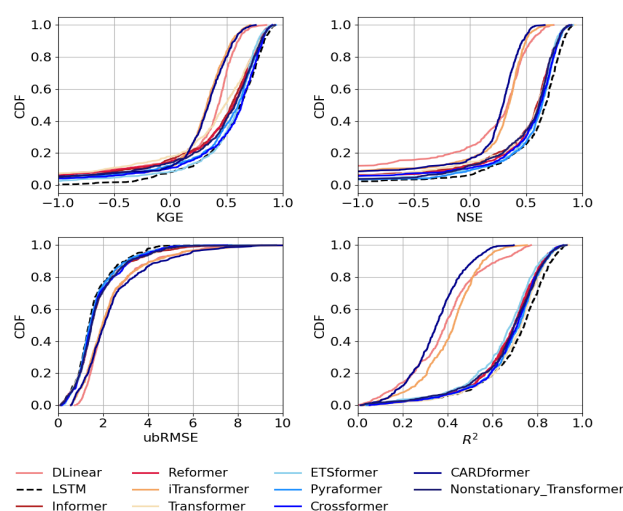 1.0
0.8
0.6
0.4
0.2
0.0
CDF
−1.0 −0.5 0.0 0.5 1.0
KGE
1.0
0.8
0.6
0.4
0.2
0.0
CDF
−1.0 −0.5 0.0 0.5 1.0
NSE
1.0
0.8
0.6
0.4
0.2
0.0
CDF
0 2 4 6 8 10
ubRMSE
1.0
0.8
0.6
0.4
0.2
0.0
CDF
0.0 0.2 0.4 0.6 0.8 1.0
R²
DLinear Reformer ETSformer CARDformer
LSTM iTransformer Pyraformer Nonstationary_Transformer
Informer Transformer Crossformer